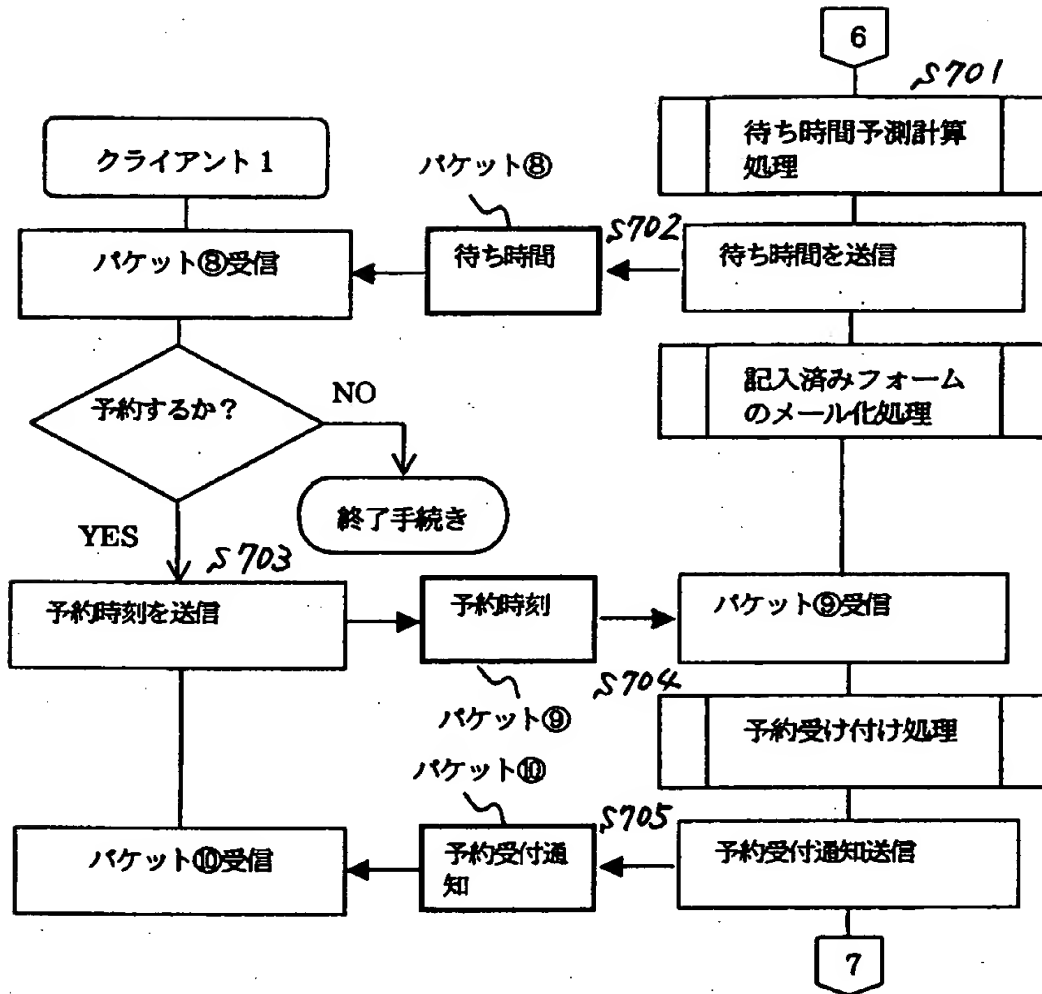 6
S701
待ち時間予測計算
処理
クライアント1
パケット⑧
S702
パケット⑧受信
待ち時間
待ち時間を送信
記入済みフォーム
のメール化処理
予約するか?
NO
終了手続き
YES
S703
予約時刻を送信
予約時刻
パケット⑨受信
パケット⑨
S704
予約受け付け処理
パケット⑩
S705
パケット⑩受信
予約受付通
知
予約受付通知送信
7